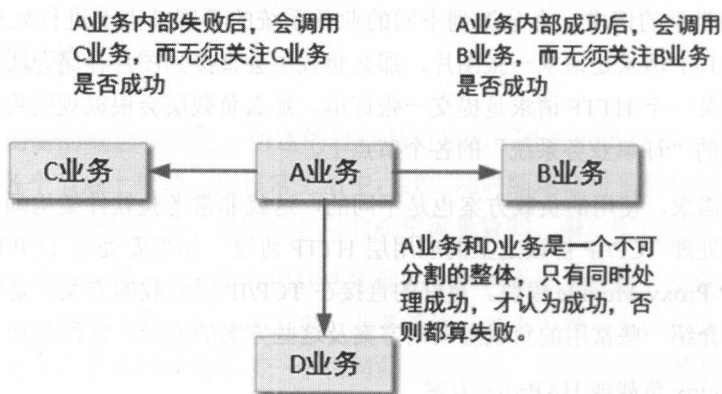 A业务内部失败后，会调用
C业务，而无须关注C业务
是否成功
A业务内部成功后，会调用
B业务，而无须关注B业务
是否成功
C业务
A业务
B业务
A业务和D业务是一个不可
分割的整体，只有同时处
理成功，才认为成功，否
则都算失败。
D业务